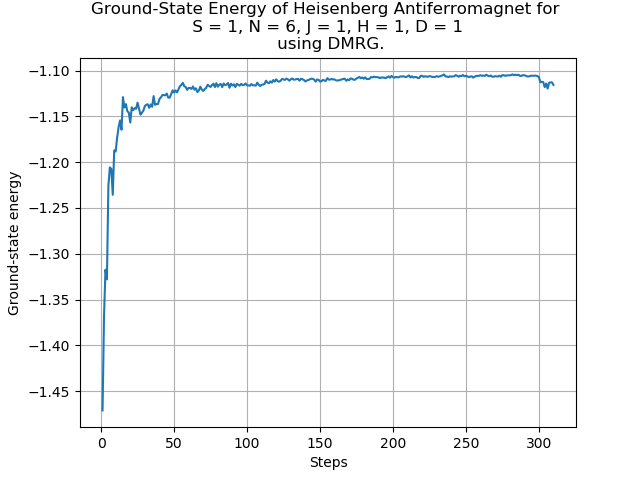 Ground-State Energy of Heisenberg Antiferromagnet for
S = 1, N = 6, J = 1, H = 1, D = 1
using DMRG.
−1.10
−1.15
−1.20
−1.25
−1.30
−1.35
−1.40
−1.45
Ground-state energy
0 50 100 150 200 250 300
Steps